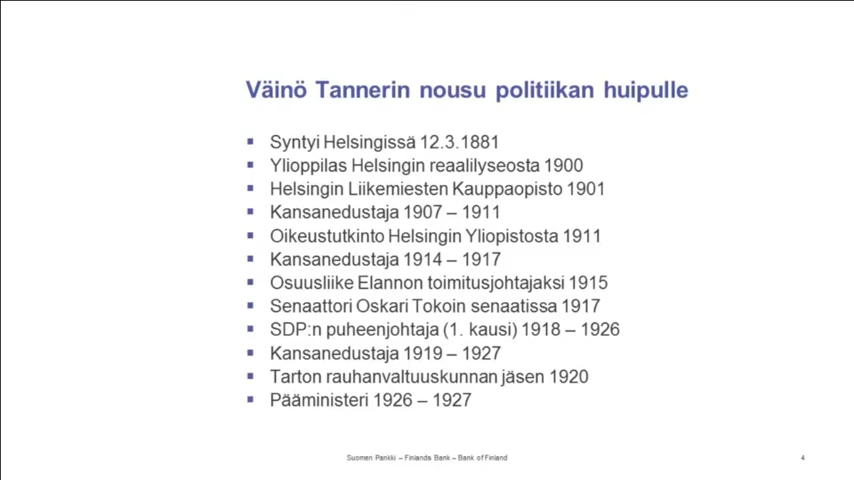 Väinö Tannerin nousu politiikan huipulle
▪ Syntyi Helsingissä 12.3.1881
▪ Ylioppilas Helsingin reaalilyseosta 1900
▪ Helsingin Liikemiesten Kauppaopisto 1901
▪ Kansanedustaja 1907 – 1911
▪ Oikeustutkinto Helsingin Yliopistosta 1911
▪ Kansanedustaja 1914 – 1917
▪ Osuusliike Elannon toimitusjohtajaksi 1915
▪ Senaattori Oskari Tokoin senaatissa 1917
▪ SDP:n puheenjohtaja (1. kausi) 1918 – 1926
▪ Kansanedustaja 1919 – 1927
▪ Tarton rauhanvaltuuskunnan jäsen 1920
▪ Pääministeri 1926 – 1927
Suomen Pankki – Finlands Bank – Bank of Finland
4